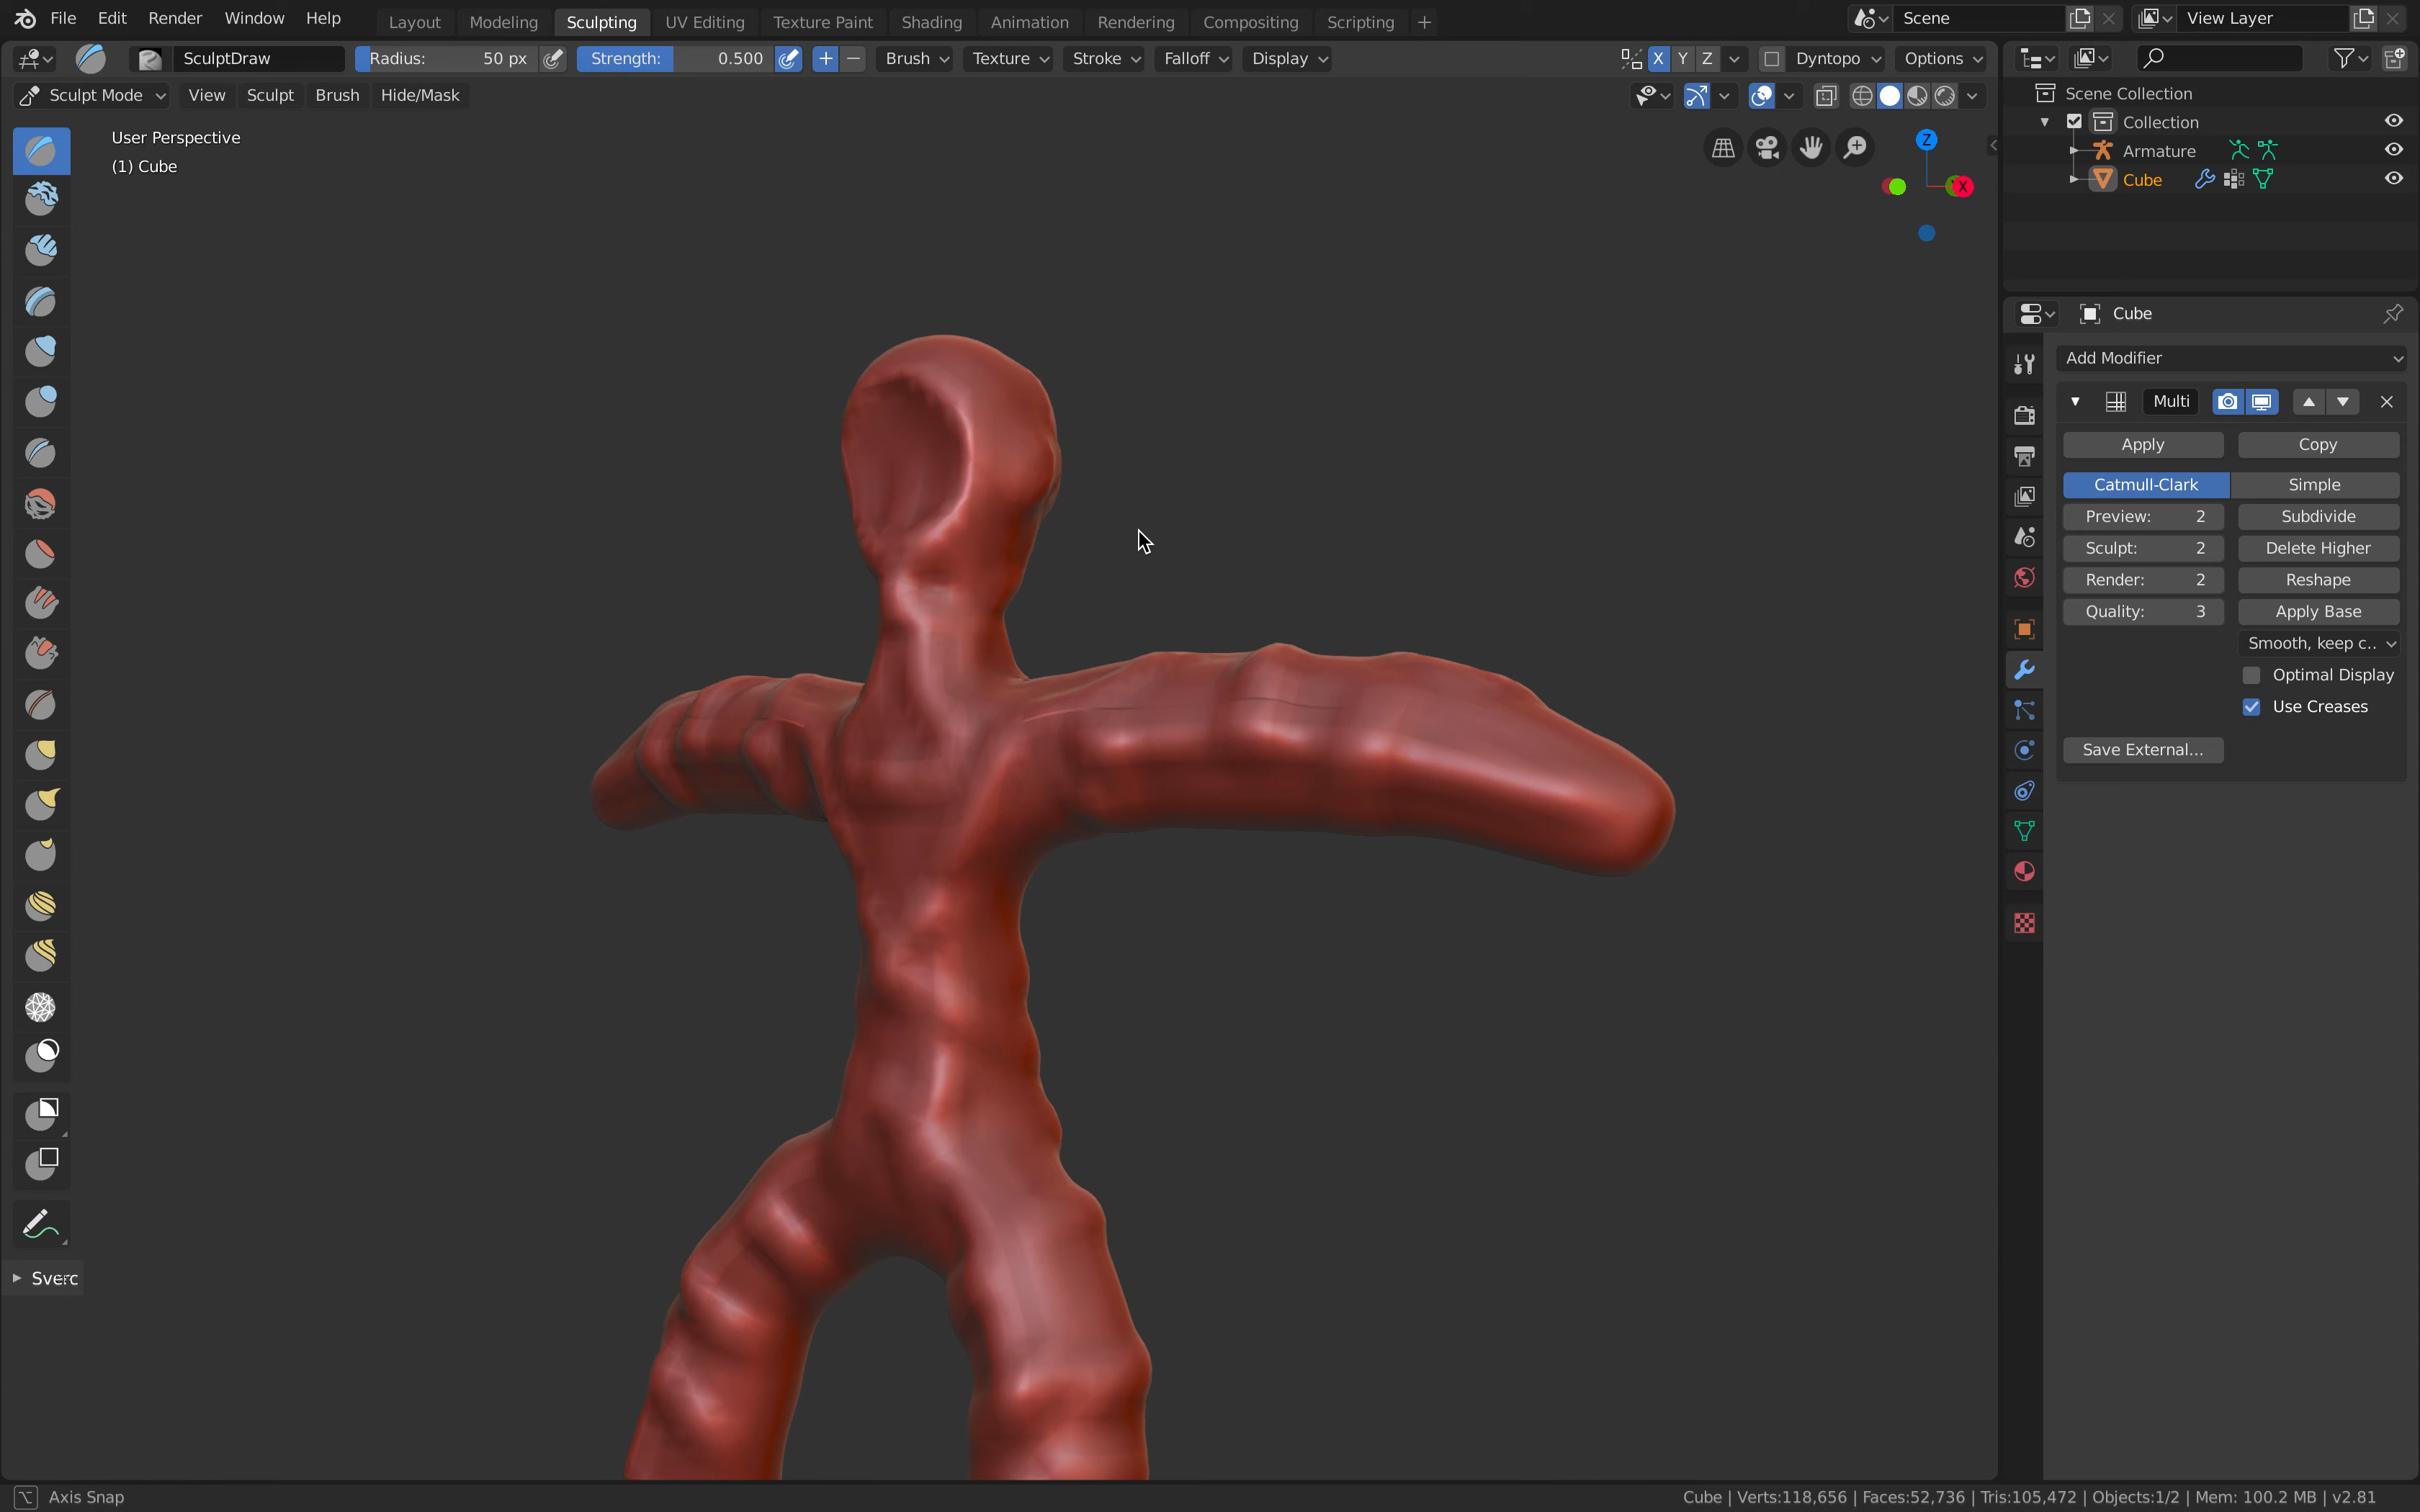 File Edit Render Window Help Layout Modeling Sculpting UV Editing Texture Paint Shading Animation Rendering Compositing Scripting + Scene View Layer
SculptDraw Radius: 50 px Strength: 0.500 + − Brush Texture Stroke Falloff Display X Y Z Dyntopo Options
Sculpt Mode View Sculpt Brush Hide/Mask
User Perspective
(1) Cube
Z
X
Sverc
Scene Collection
Collection
Armature
Cube
Cube
Add Modifier
Multi
Apply Copy
Catmull-Clark Simple
Preview: 2 Subdivide
Sculpt: 2 Delete Higher
Render: 2 Reshape
Quality: 3 Apply Base
Smooth, keep c..
Optimal Display
Use Creases
Save External...
Axis Snap
Cube | Verts:118,656 | Faces:52,736 | Tris:105,472 | Objects:1/2 | Mem: 100.2 MB | v2.81